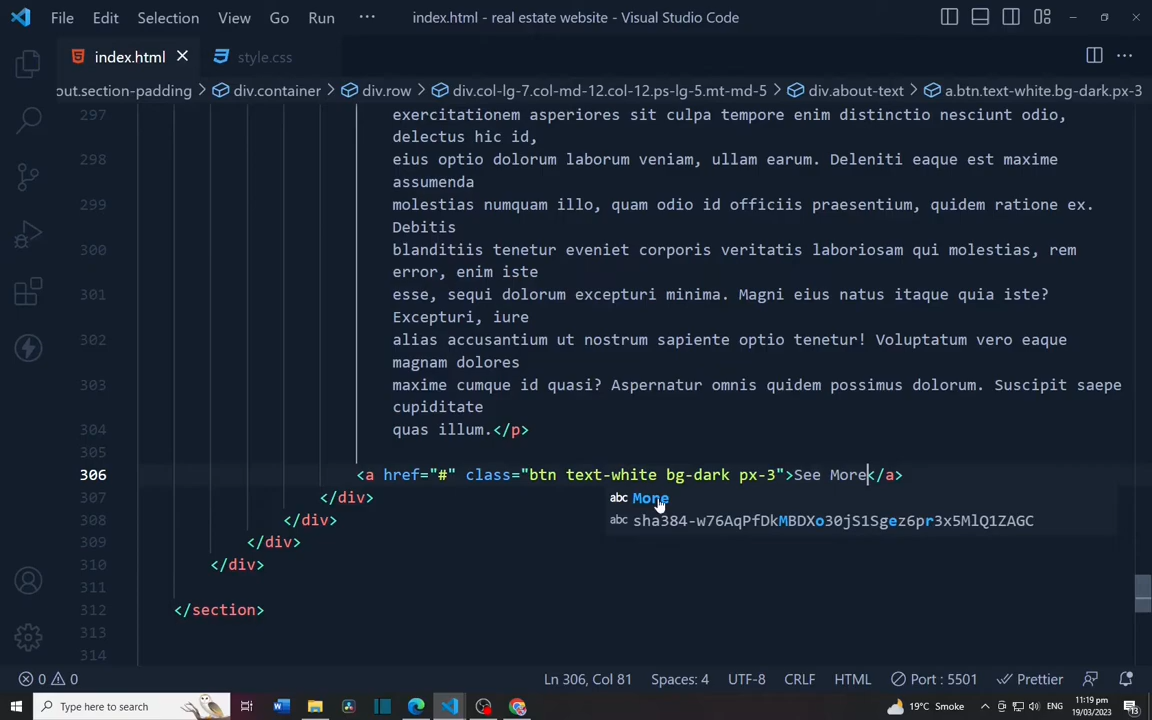 File Edit Selection View Go Run ··· index.html - real estate website - Visual Studio Code
index.html style.css
out.section-padding > div.container > div.row > div.col-lg-7.col-md-12.col-12.ps-lg-5.mt-md-5 > div.about-text > a.btn.text-white.bg-dark.px-3
297 exercitationem asperiores sit culpa tempore enim distinctio nesciunt odio,
delectus hic id,
298 eius optio dolorum laborum veniam, ullam earum. Deleniti eaque est maxime
assumenda
299 molestias numquam illo, quam odio id officiis praesentium, quidem ratione ex.
Debitis
300 blanditiis tenetur eveniet corporis veritatis laboriosam qui molestias, rem
error, enim iste
301 esse, sequi dolorum excepturi minima. Magni eius natus itaque quia iste?
Excepturi, iure
302 alias accusantium ut nostrum sapiente optio tenetur! Voluptatum vero eaque
magnam dolores
303 maxime cumque id quasi? Aspernatur omnis quidem possimus dolorum. Suscipit saepe
cupiditate
304 quas illum.</p>
305
306 <a href="#" class="btn text-white bg-dark px-3">See More</a>
307 </div>
abc More
308 </div>
abc sha384-w76AqPfDkMBDXo30jS1Sgez6pr3x5MlQ1ZAGC
309 </div>
310 </div>
311
312 </section>
313
314
0 0 Ln 306, Col 81 Spaces: 4 UTF-8 CRLF HTML Port : 5501 Prettier
Type here to search 19°C Smoke ENG 11:19 pm
19/03/2023 13